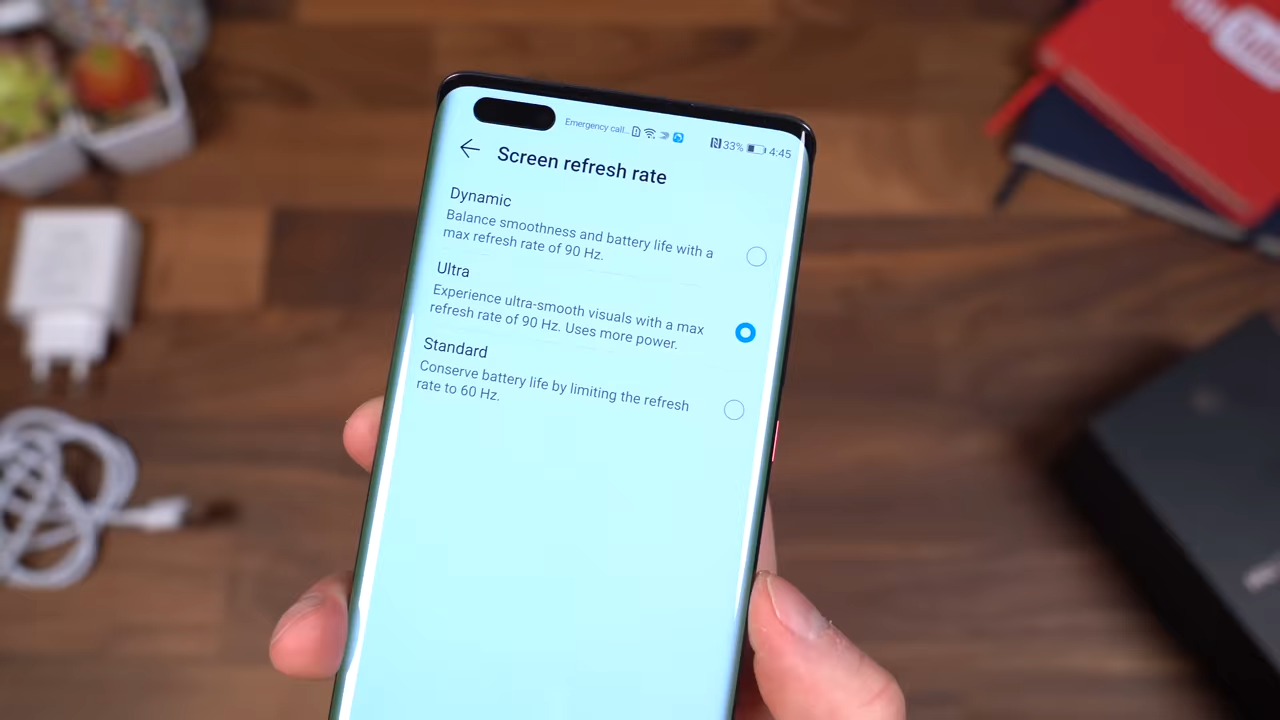 Emergency call...
33% 4:45
Screen refresh rate
Dynamic
Balance smoothness and battery life with a
max refresh rate of 90 Hz.
Ultra
Experience ultra-smooth visuals with a max
refresh rate of 90 Hz. Uses more power.
Standard
Conserve battery life by limiting the refresh
rate to 60 Hz.